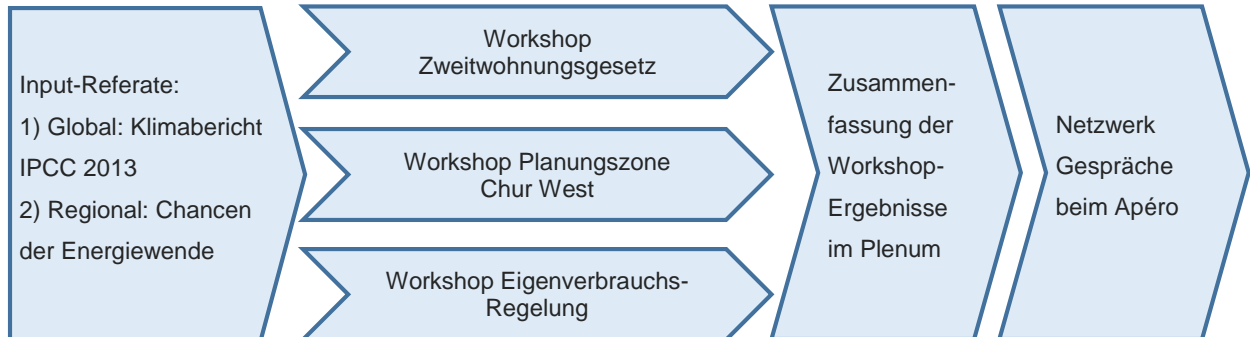 Input-Referate:
1) Global: Klimabericht
IPCC 2013
2) Regional: Chancen
der Energiewende
Workshop
Zweitwohnungsgesetz
Workshop Planungszone
Chur West
Workshop Eigenverbrauchs-
Regelung
Zusammen-
fassung der
Workshop-
Ergebnisse
im Plenum
Netzwerk
Gespräche
beim Apéro